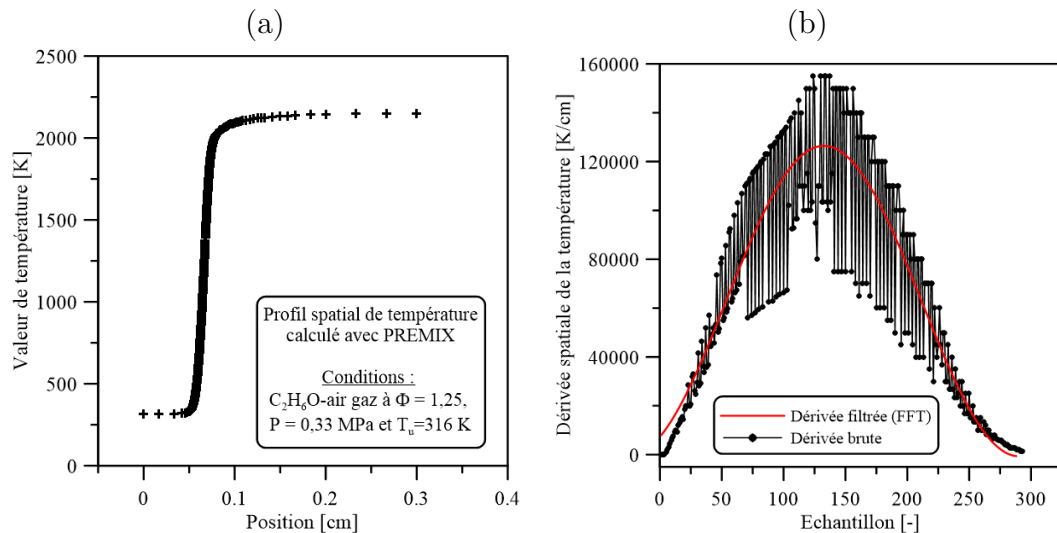 (a)
2500
2000
1500
1000
500
0
Valeur de température [K]
Profil spatial de température
calculé avec PREMIX
Conditions :
C₂H₆O-air gaz à Φ = 1,25,
P = 0,33 MPa et Tᵤ=316 K
0
0.1
0.2
0.3
0.4
Position [cm]
(b)
160000
120000
80000
40000
0
Dérivée spatiale de la température [K/cm]
Dérivée filtrée (FFT)
Dérivée brute
0
50
100
150
200
250
300
Echantillon [-]